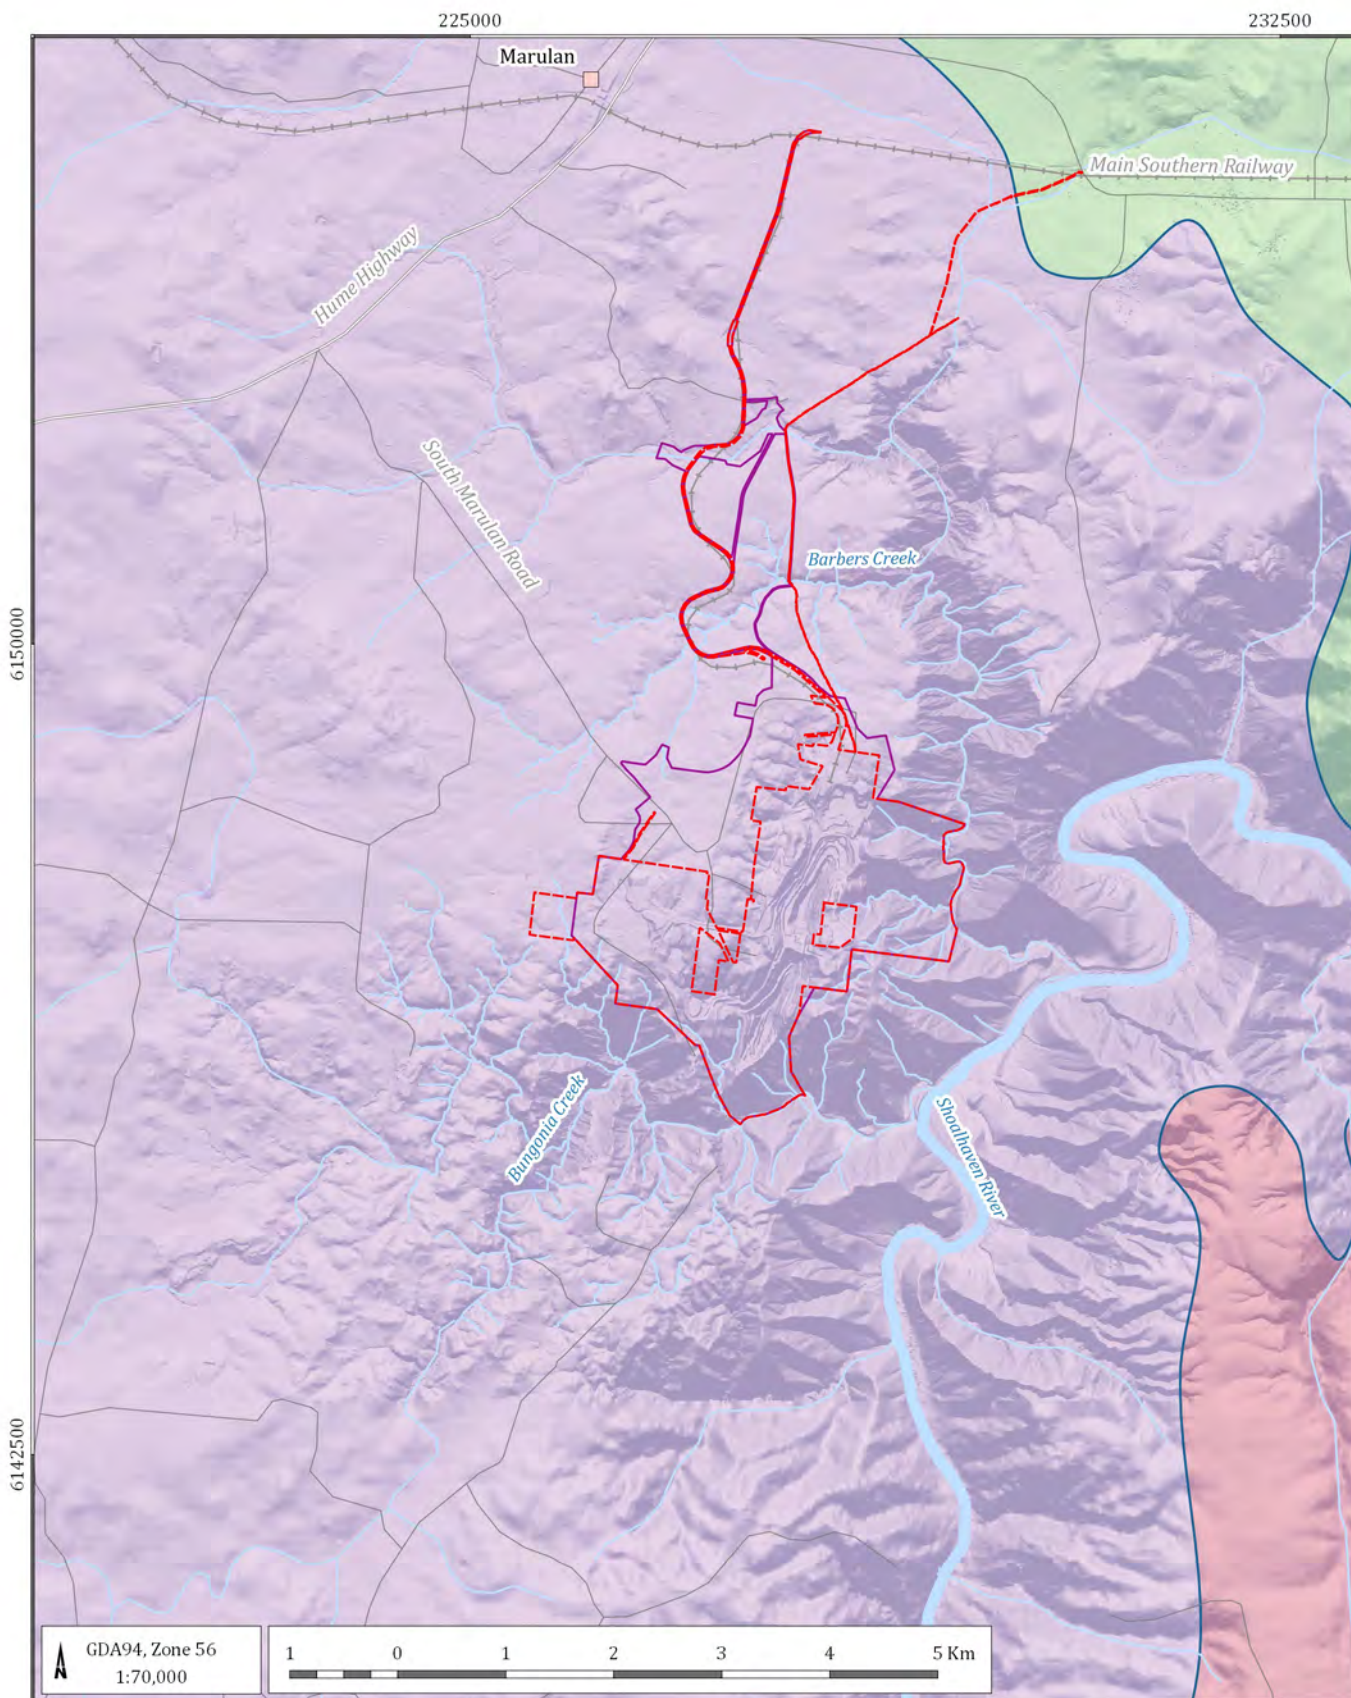 225000 232500
Marulan
Main Southern Railway
Hume Highway
South Marulan Road
Barbers Creek
6150000
Bungonia Creek
Shoalhaven River
6142500
N
GDA94, Zone 56
1:70,000
1 0 1 2 3 4 5 Km